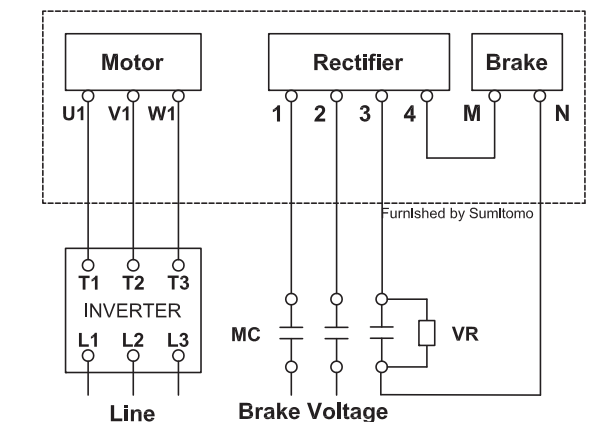 Motor Rectifier Brake
U1 V1 W1 1 2 3 4 M N
Furnished by Sumitomo
T1 T2 T3
INVERTER
MC VR
L1 L2 L3
Line Brake Voltage